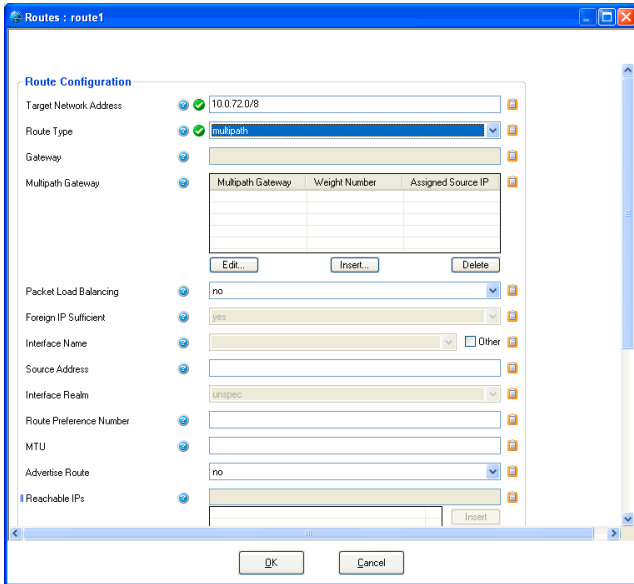 Routes : route1
Route Configuration
Target Network Address 10.0.72.0/8
Route Type multipath
Gateway
Multipath Gateway Multipath Gateway Weight Number Assigned Source IP
Edit... Insert... Delete
Packet Load Balancing no
Foreign IP Sufficient yes
Interface Name Other
Source Address
Interface Realm unspec
Route Preference Number
MTU
Advertise Route no
Reachable IPs
Insert
OK Cancel